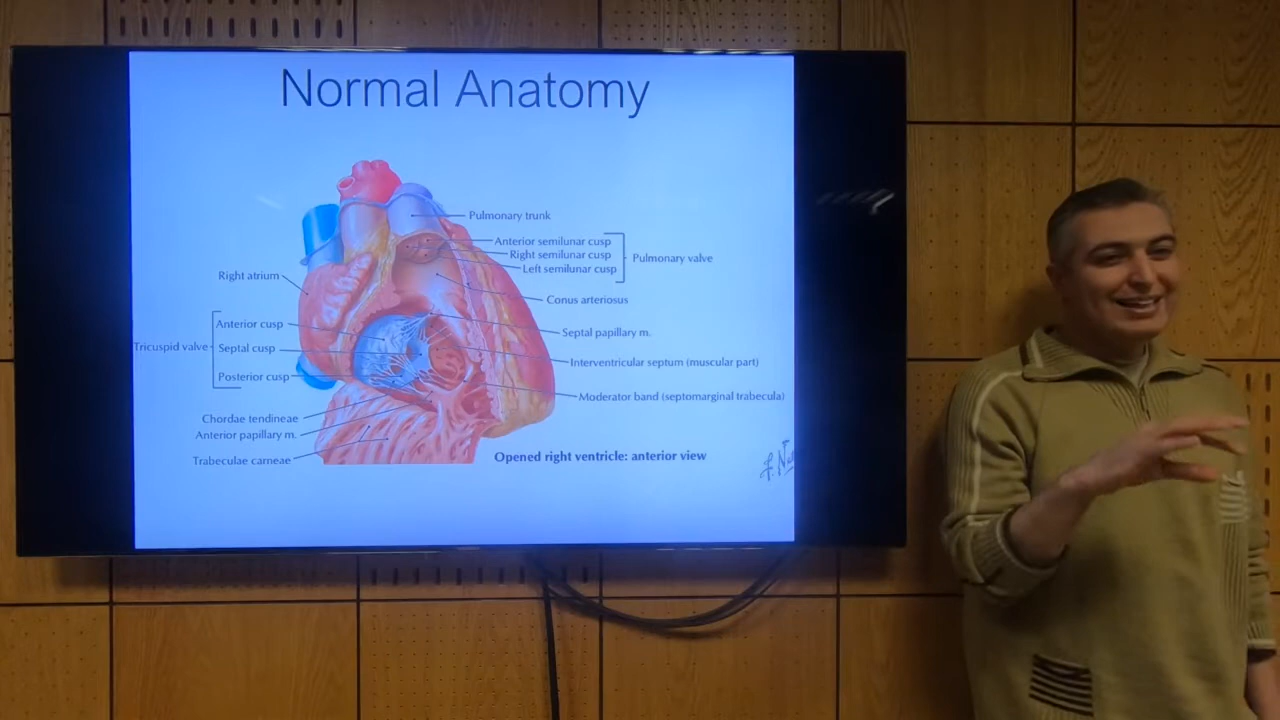 Normal Anatomy
Pulmonary trunk
Anterior semilunar cusp
Right semilunar cusp
Left semilunar cusp
Pulmonary valve
Right atrium
Conus arteriosus
Anterior cusp
Septal papillary m.
Tricuspid valve
Septal cusp
Interventricular septum (muscular part)
Posterior cusp
Moderator band (septomarginal trabecula)
Chordae tendineae
Anterior papillary m.
Trabeculae carneae
Opened right ventricle: anterior view